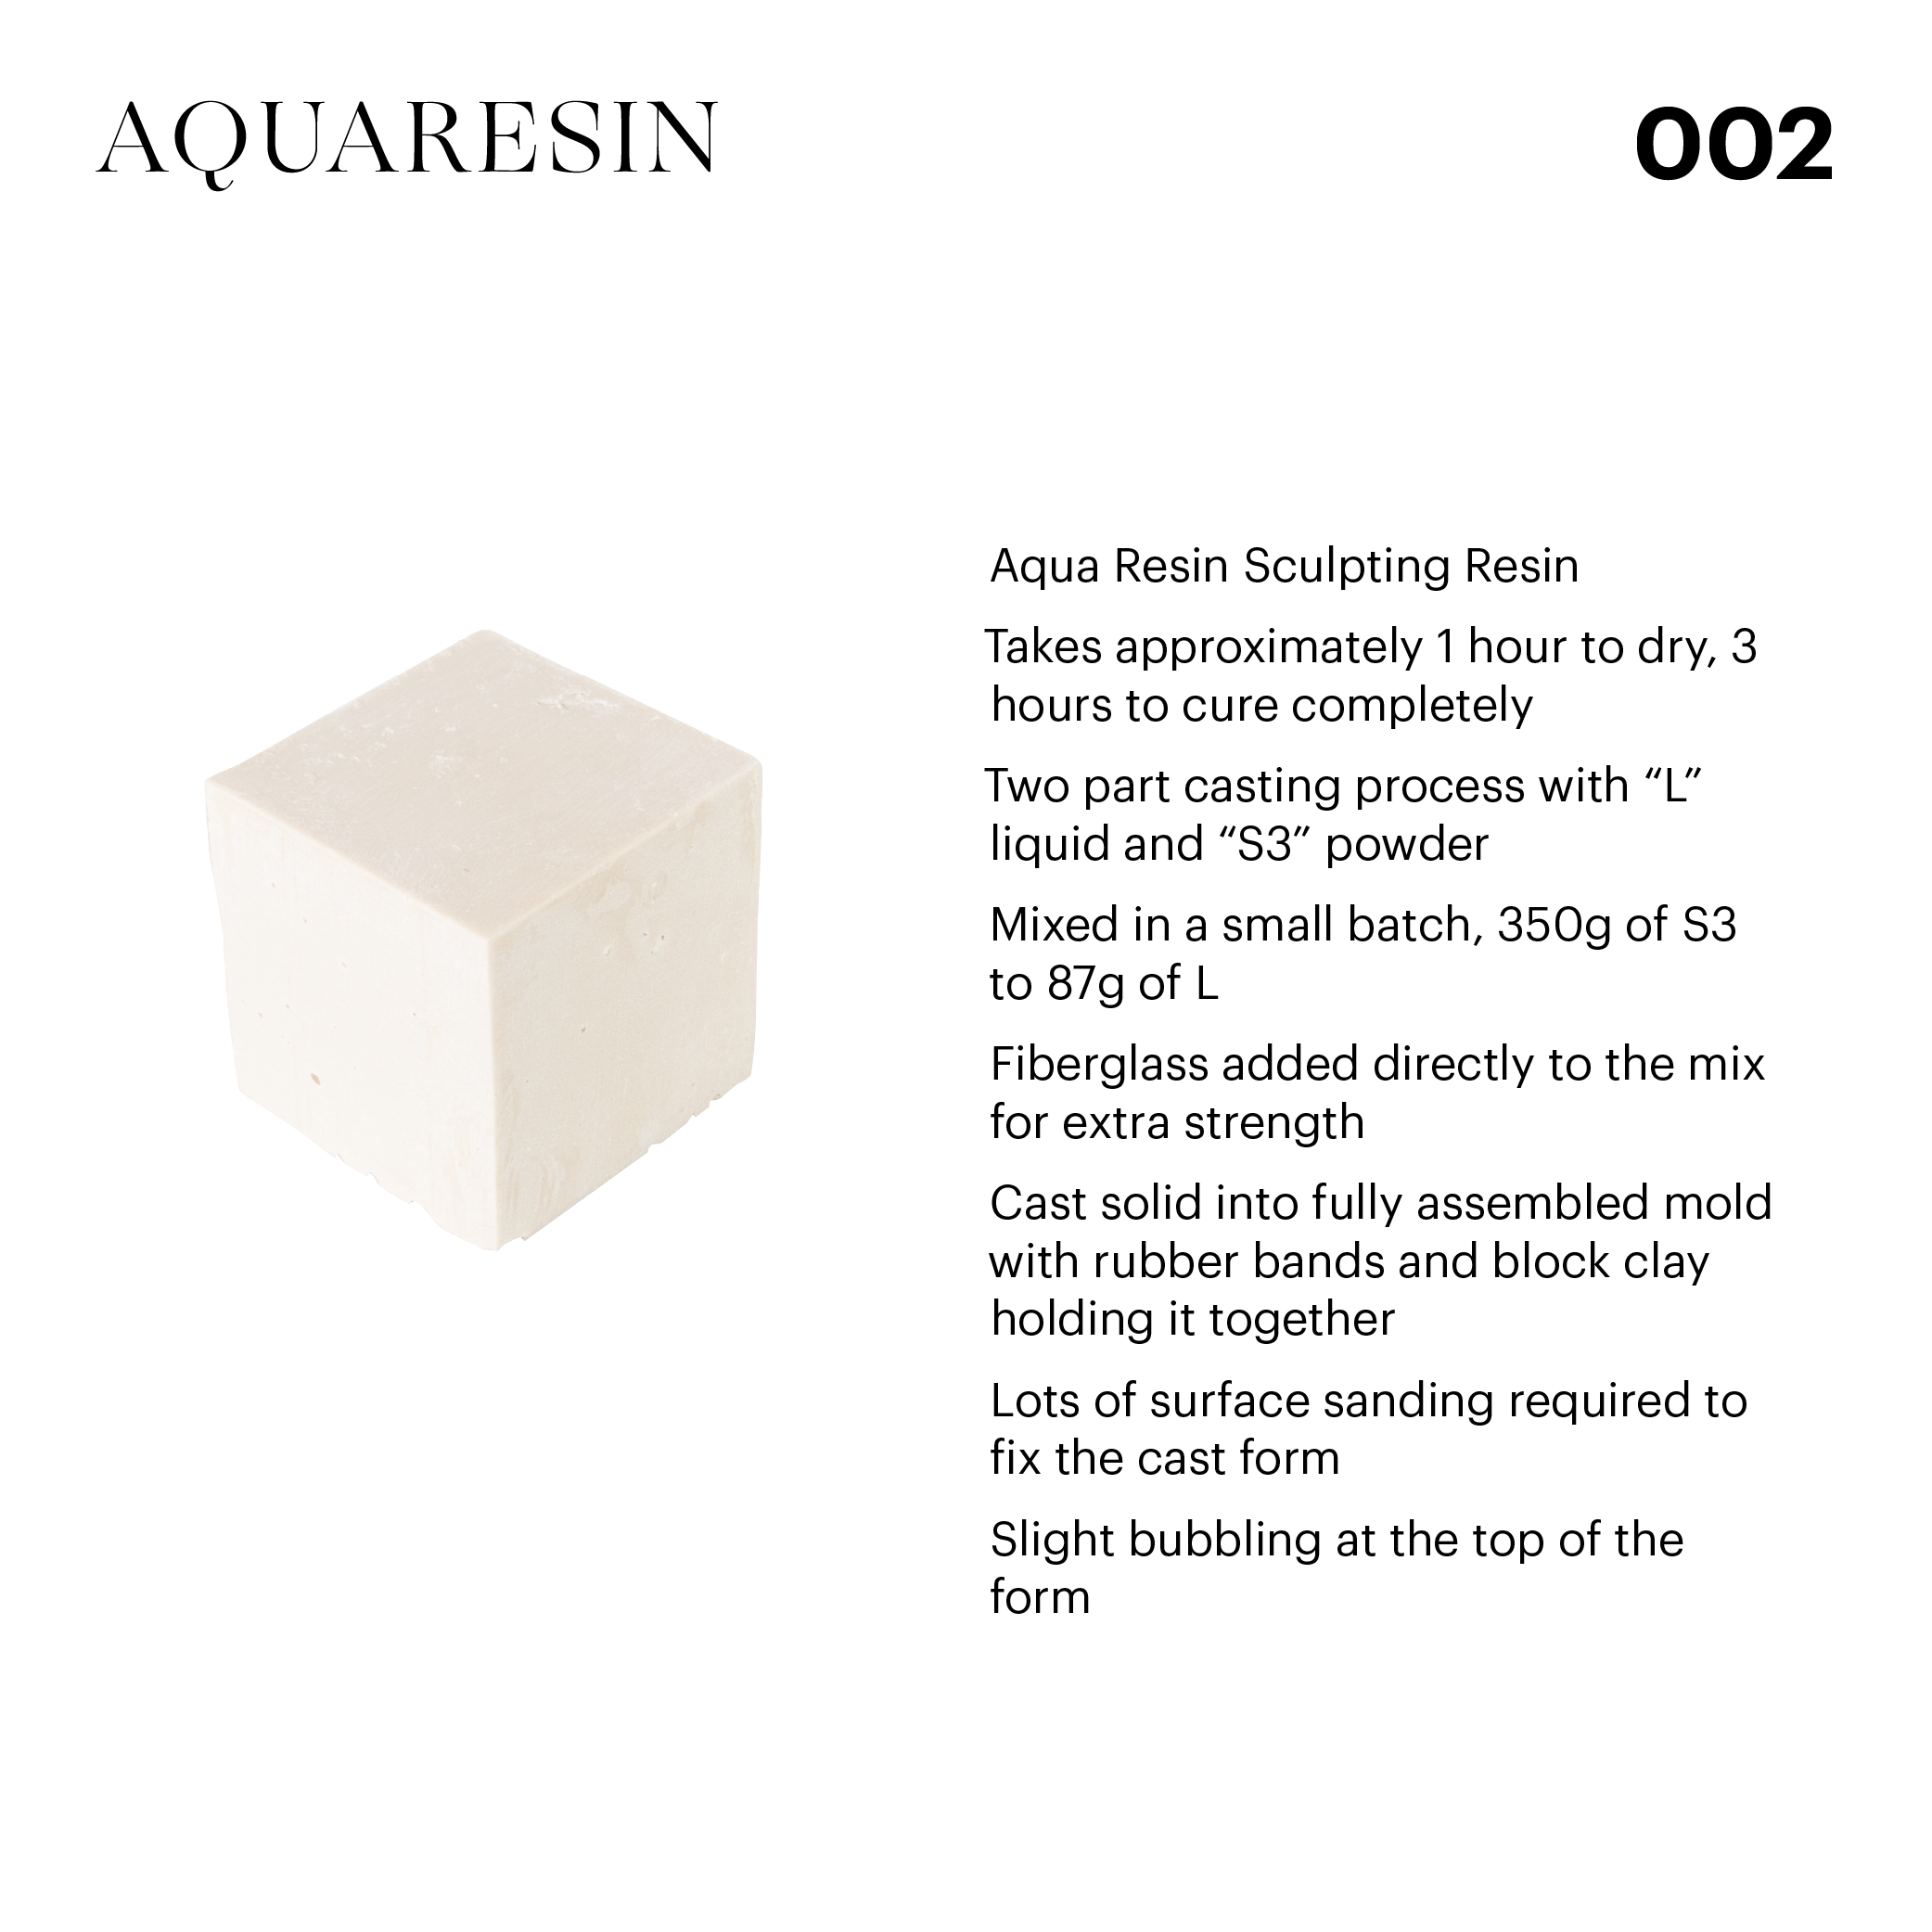 AQUARESIN
002
Aqua Resin Sculpting Resin
Takes approximately 1 hour to dry, 3
hours to cure completely
Two part casting process with “L”
liquid and “S3” powder
Mixed in a small batch, 350g of S3
to 87g of L
Fiberglass added directly to the mix
for extra strength
Cast solid into fully assembled mold
with rubber bands and block clay
holding it together
Lots of surface sanding required to
fix the cast form
Slight bubbling at the top of the
form